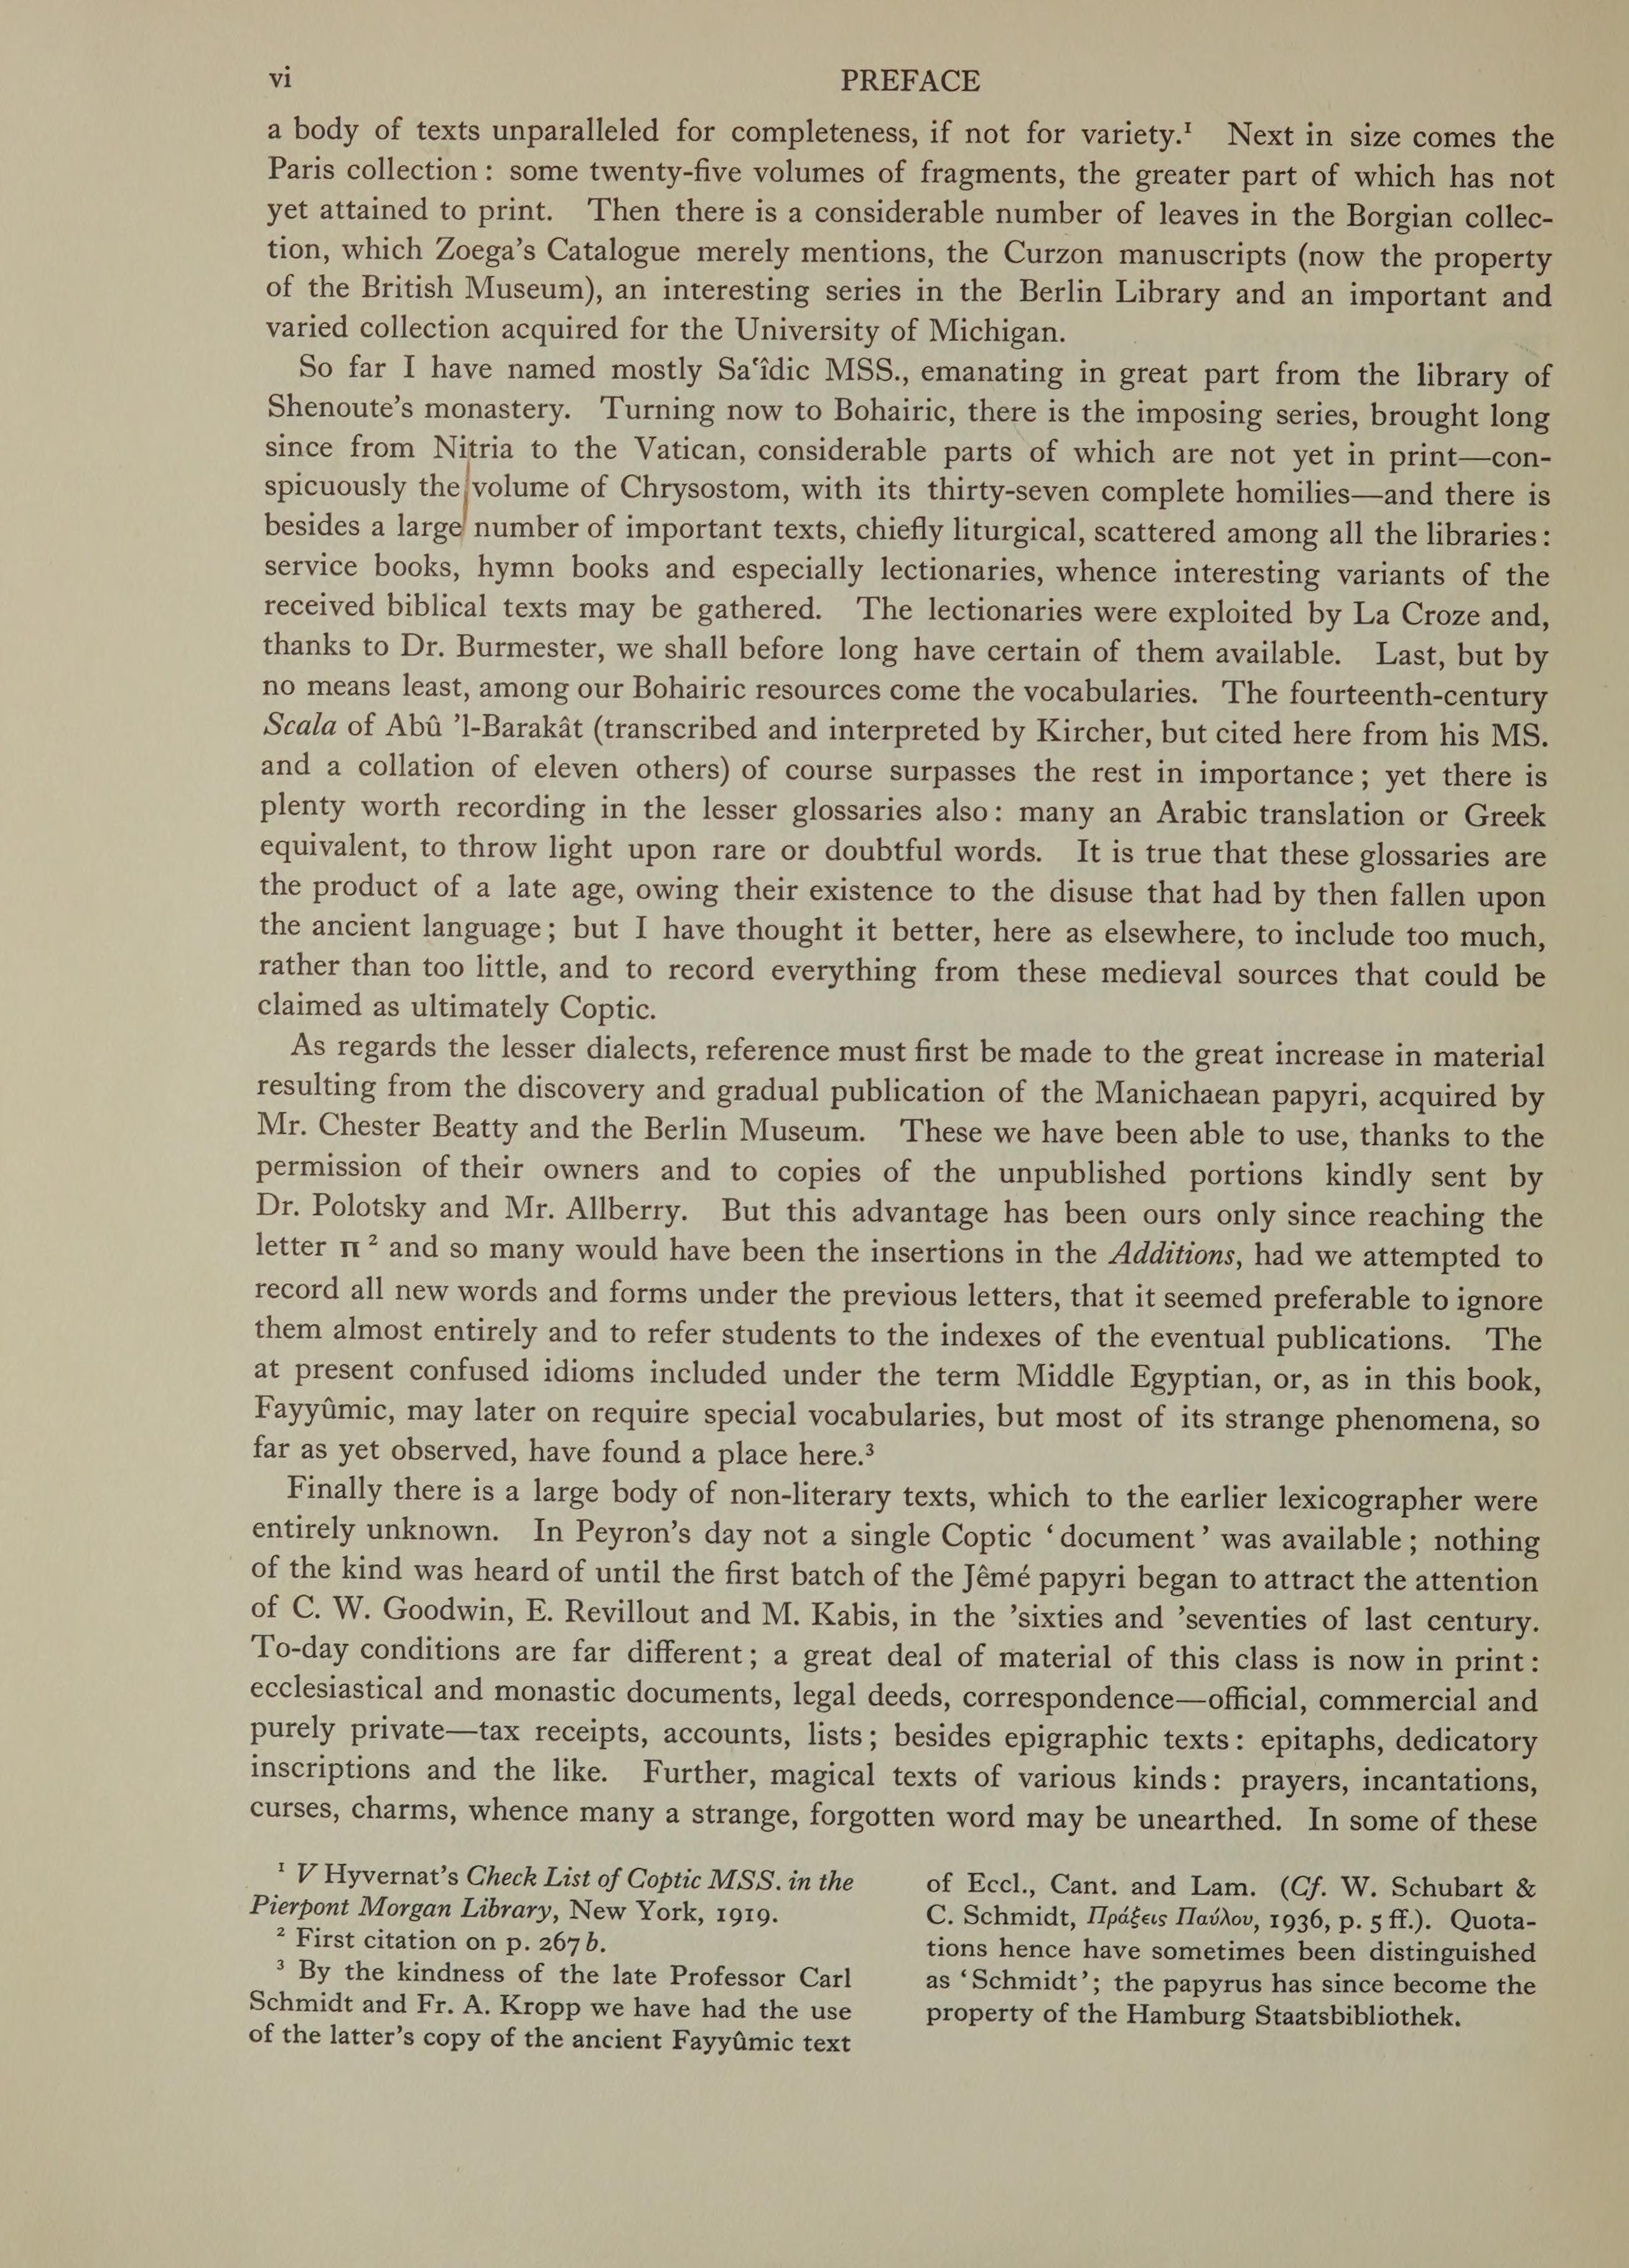 vi PREFACE
a body of texts unparalleled for completeness, if not for variety.¹ Next in size comes the
Paris collection: some twenty-five volumes of fragments, the greater part of which has not
yet attained to print. Then there is a considerable number of leaves in the Borgian collec-
tion, which Zoega's Catalogue merely mentions, the Curzon manuscripts (now the property
of the British Museum), an interesting series in the Berlin Library and an important and
varied collection acquired for the University of Michigan.
So far I have named mostly Saʿîdic MSS., emanating in great part from the library of
Shenoute's monastery. Turning now to Bohairic, there is the imposing series, brought long
since from Nitria to the Vatican, considerable parts of which are not yet in print—con-
spicuously the volume of Chrysostom, with its thirty-seven complete homilies—and there is
besides a large number of important texts, chiefly liturgical, scattered among all the libraries:
service books, hymn books and especially lectionaries, whence interesting variants of the
received biblical texts may be gathered. The lectionaries were exploited by La Croze and,
thanks to Dr. Burmester, we shall before long have certain of them available. Last, but by
no means least, among our Bohairic resources come the vocabularies. The fourteenth-century
Scala of Abû ’l-Barakât (transcribed and interpreted by Kircher, but cited here from his MS.
and a collation of eleven others) of course surpasses the rest in importance; yet there is
plenty worth recording in the lesser glossaries also: many an Arabic translation or Greek
equivalent, to throw light upon rare or doubtful words. It is true that these glossaries are
the product of a late age, owing their existence to the disuse that had by then fallen upon
the ancient language; but I have thought it better, here as elsewhere, to include too much,
rather than too little, and to record everything from these medieval sources that could be
claimed as ultimately Coptic.
As regards the lesser dialects, reference must first be made to the great increase in material
resulting from the discovery and gradual publication of the Manichaean papyri, acquired by
Mr. Chester Beatty and the Berlin Museum. These we have been able to use, thanks to the
permission of their owners and to copies of the unpublished portions kindly sent by
Dr. Polotsky and Mr. Allberry. But this advantage has been ours only since reaching the
letter ⲡ ² and so many would have been the insertions in the Additions, had we attempted to
record all new words and forms under the previous letters, that it seemed preferable to ignore
them almost entirely and to refer students to the indexes of the eventual publications. The
at present confused idioms included under the term Middle Egyptian, or, as in this book,
Fayyûmic, may later on require special vocabularies, but most of its strange phenomena, so
far as yet observed, have found a place here.³
Finally there is a large body of non-literary texts, which to the earlier lexicographer were
entirely unknown. In Peyron's day not a single Coptic ‘document’ was available; nothing
of the kind was heard of until the first batch of the Jêmé papyri began to attract the attention
of C. W. Goodwin, E. Revillout and M. Kabis, in the ’sixties and ’seventies of last century.
To-day conditions are far different; a great deal of material of this class is now in print:
ecclesiastical and monastic documents, legal deeds, correspondence—official, commercial and
purely private—tax receipts, accounts, lists; besides epigraphic texts: epitaphs, dedicatory
inscriptions and the like. Further, magical texts of various kinds: prayers, incantations,
curses, charms, whence many a strange, forgotten word may be unearthed. In some of these
¹ V Hyvernat's Check List of Coptic MSS. in the
Pierpont Morgan Library, New York, 1919.
² First citation on p. 267 b.
³ By the kindness of the late Professor Carl
Schmidt and Fr. A. Kropp we have had the use
of the latter's copy of the ancient Fayyûmic text
of Eccl., Cant. and Lam. (Cf. W. Schubart &
C. Schmidt, Πράξεις Παύλου, 1936, p. 5 ff.). Quota-
tions hence have sometimes been distinguished
as ‘Schmidt’; the papyrus has since become the
property of the Hamburg Staatsbibliothek.